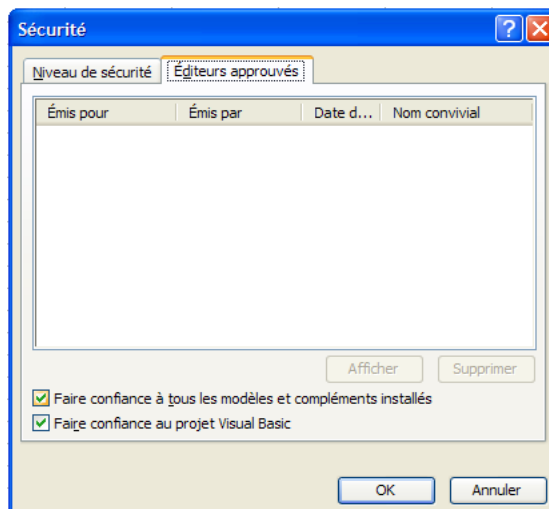 Sécurité
Niveau de sécurité Éditeurs approuvés
Émis pour Émis par Date d... Nom convivial
Afficher Supprimer
Faire confiance à tous les modèles et compléments installés
Faire confiance au projet Visual Basic
OK Annuler